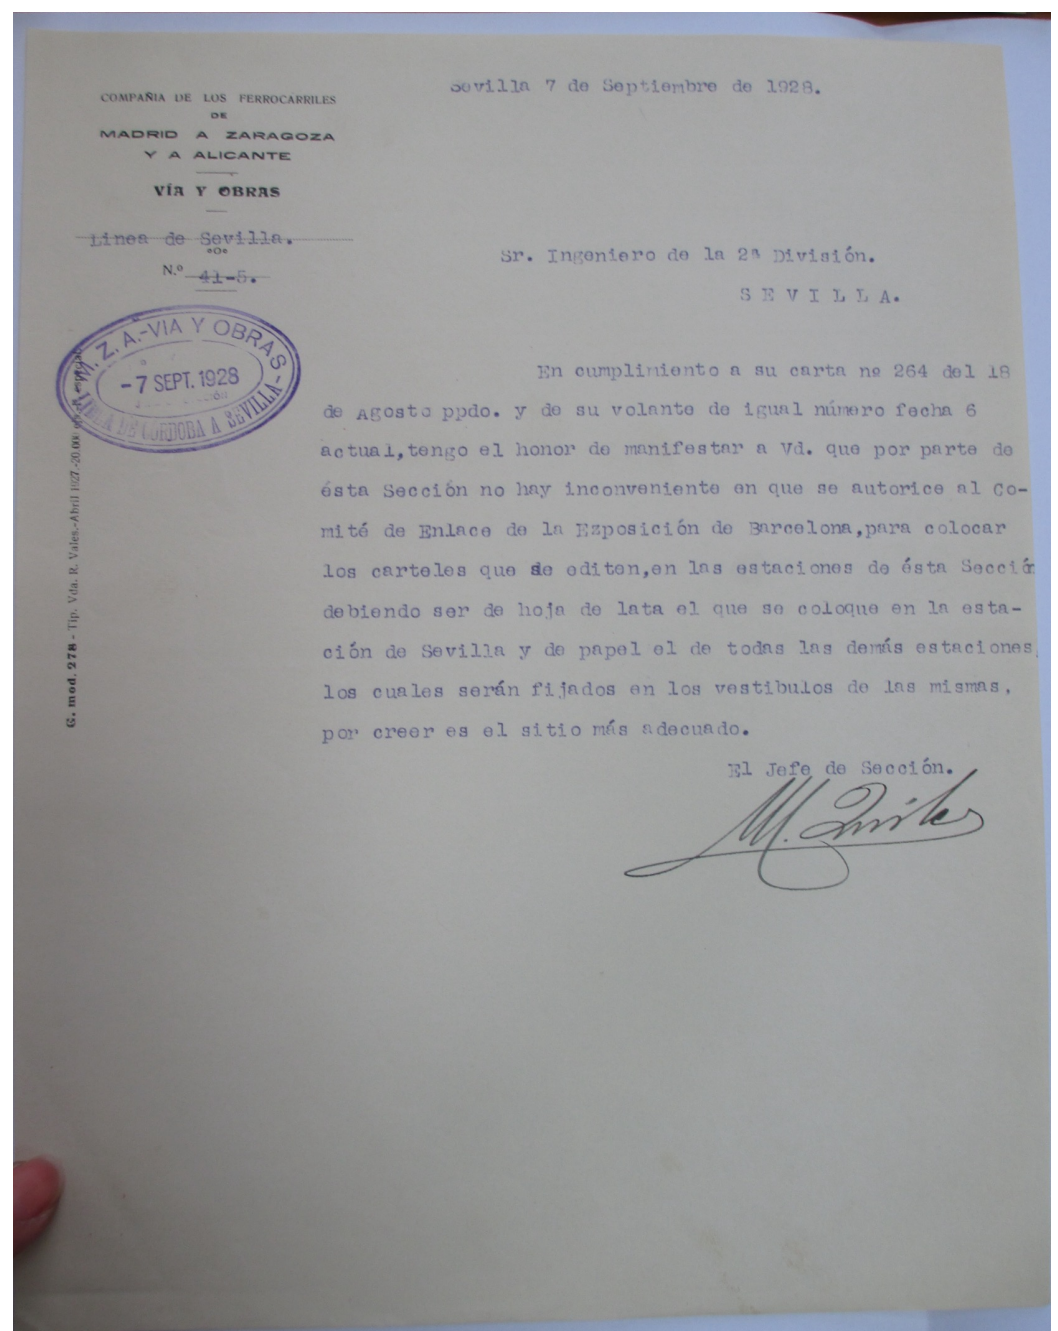 Sevilla 7 de Septiembre de 1928.
COMPAÑIA DE LOS FERROCARRILES
DE
MADRID A ZARAGOZA
Y A ALICANTE
VÍA Y OBRAS
Linea de Sevilla.
N.º 41-5.
Sr. Ingeniero de la 2ª División.
SEVILLA.
M. Z. A.-VIA Y OBRAS
-7 SEPT. 1928
LINEA DE CORDOBA A SEVILLA-
En cumplimiento a su carta nº 264 del 18
de Agosto ppdo. y de su volante de igual número fecha 6
actual,tengo el honor de manifestar a Vd. que por parte de
ésta Sección no hay inconveniente en que se autorice al Co-
mité de Enlace de la Exposición de Barcelona,para colocar
los carteles que se editen,en las estaciones de ésta Sección
debiendo ser de hoja de lata el que se coloque en la esta-
ción de Sevilla y de papel el de todas las demás estaciones,
los cuales serán fijados en los vestibulos de las mismas,
por creer es el sitio más adecuado.
El Jefe de Sección.
M. Quiles
G. mod. 278 - Tip. Vda. R. Vales.-Abril 1927.-20.000